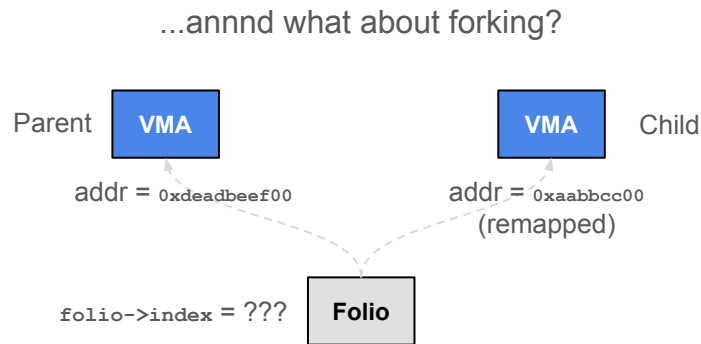 ...annnd what about forking?
Parent VMA VMA Child
addr = 0xdeadbeef00 addr = 0xaabbcc00
(remapped)
folio->index = ??? Folio